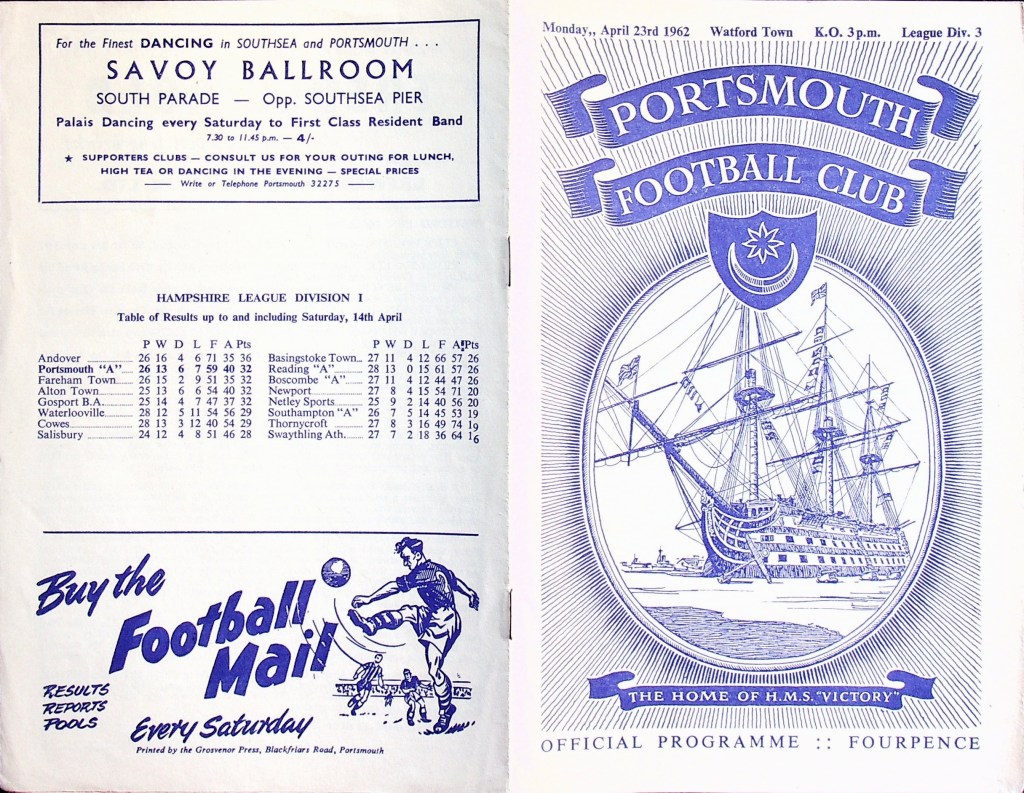 For the Finest DANCING in SOUTHSEA and PORTSMOUTH . . .
SAVOY BALLROOM
SOUTH PARADE — Opp. SOUTHSEA PIER
Palais Dancing every Saturday to First Class Resident Band
7.30 to 11.45 p.m. — 4/-
★ SUPPORTERS CLUBS — CONSULT US FOR YOUR OUTING FOR LUNCH,
HIGH TEA OR DANCING IN THE EVENING — SPECIAL PRICES
Write or Telephone Portsmouth 32275
HAMPSHIRE LEAGUE DIVISION I
Table of Results up to and including Saturday, 14th April
P W D L F A Pts
Andover 26 16 4 6 71 35 36
Portsmouth "A" 26 13 6 7 59 40 32
Fareham Town 26 15 2 9 51 35 32
Alton Town 25 13 6 6 54 40 32
Gosport B.A. 25 14 4 7 47 37 32
Waterlooville 28 12 5 11 54 56 29
Cowes 28 13 3 12 40 54 29
Salisbury 24 12 4 8 51 46 28
P W D L F A Pts
Basingstoke Town 27 11 4 12 66 57 26
Reading "A" 28 13 0 15 61 57 26
Boscombe "A" 27 11 4 12 44 47 26
Newport 27 8 4 15 54 71 20
Netley Sports 25 9 2 14 40 56 20
Southampton "A" 26 7 5 14 45 53 19
Thornycroft 27 8 3 16 49 74 19
Swaythling Ath. 27 7 2 18 36 64 16
Buy the
Football
Mail
RESULTS
REPORTS
POOLS
Every Saturday
Printed by the Grosvenor Press, Blackfriars Road, Portsmouth
Monday,, April 23rd 1962 Watford Town K.O. 3 p.m. League Div. 3
PORTSMOUTH
FOOTBALL CLUB
THE HOME OF H.M.S. "VICTORY"
OFFICIAL PROGRAMME :: FOURPENCE